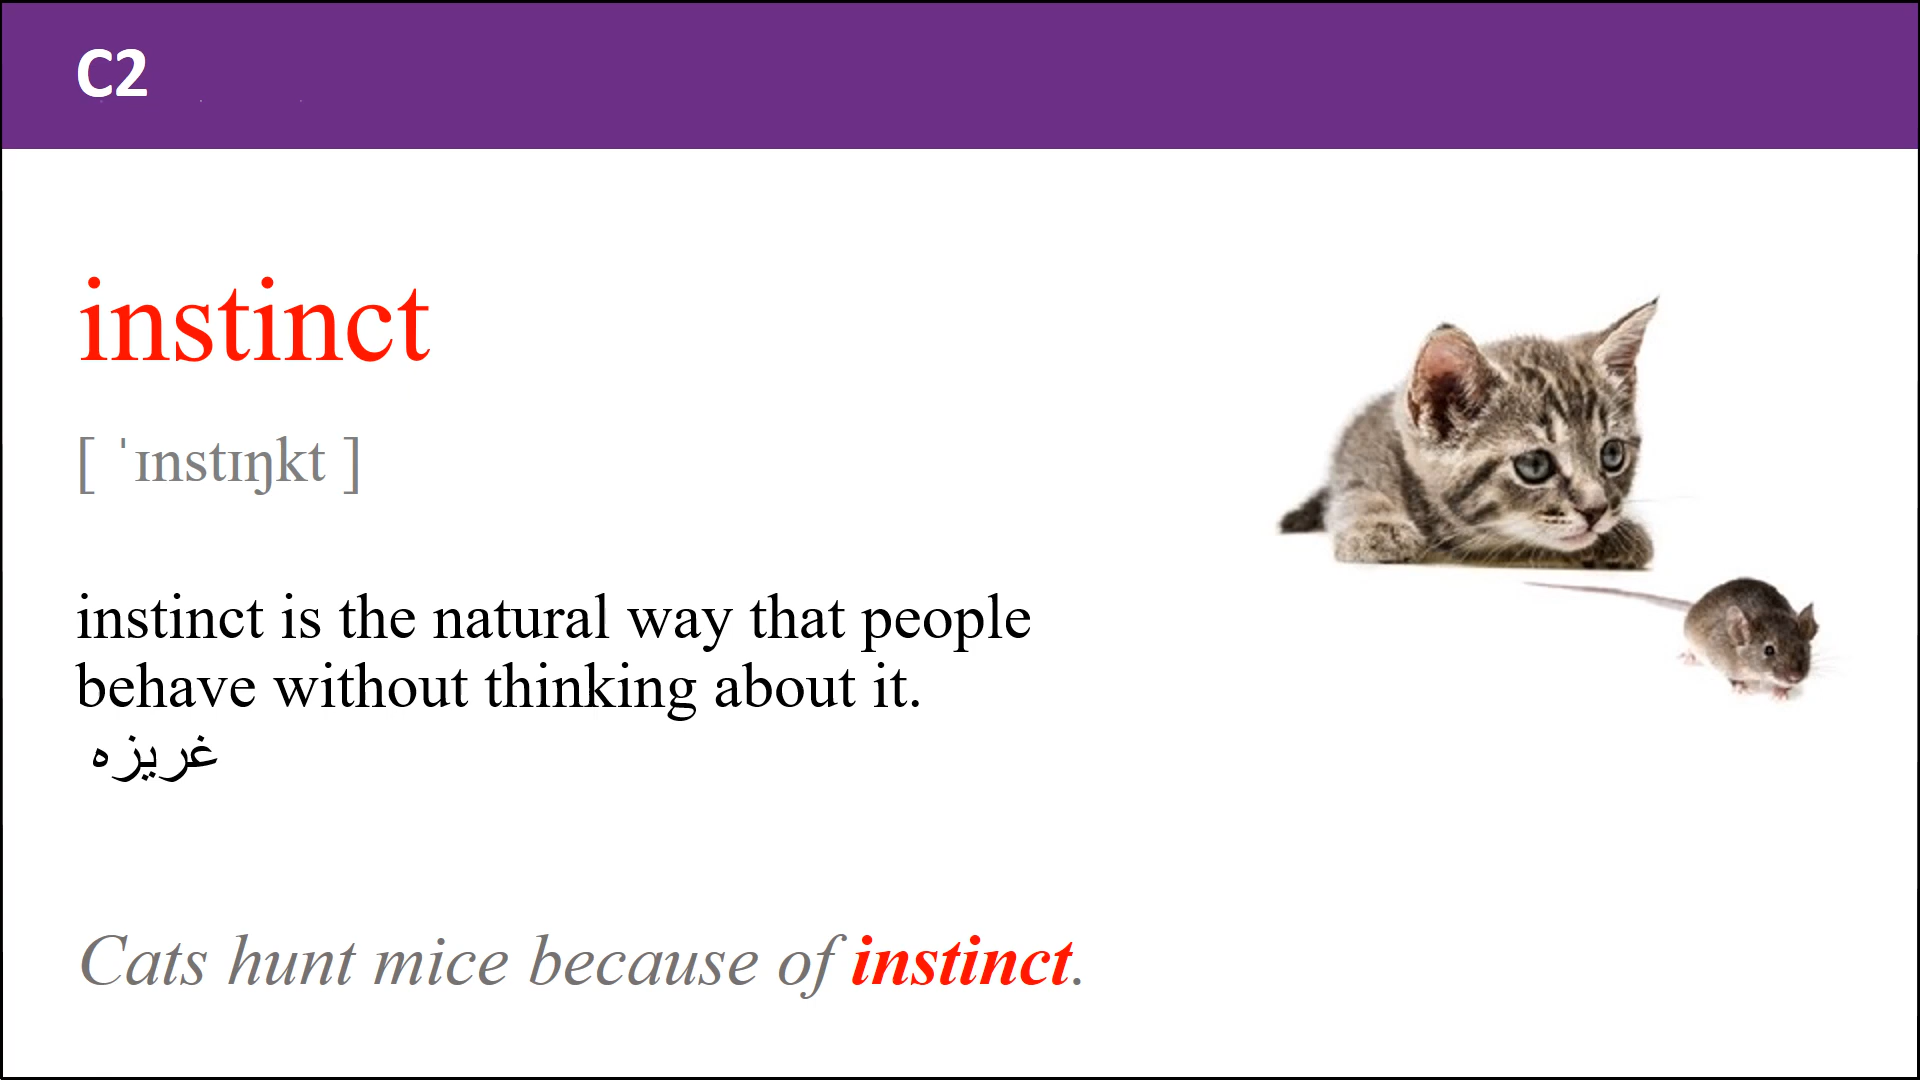 C2
instinct
[ ˈɪnstɪŋkt ]
instinct is the natural way that people
behave without thinking about it.
غریزه
Cats hunt mice because of instinct.